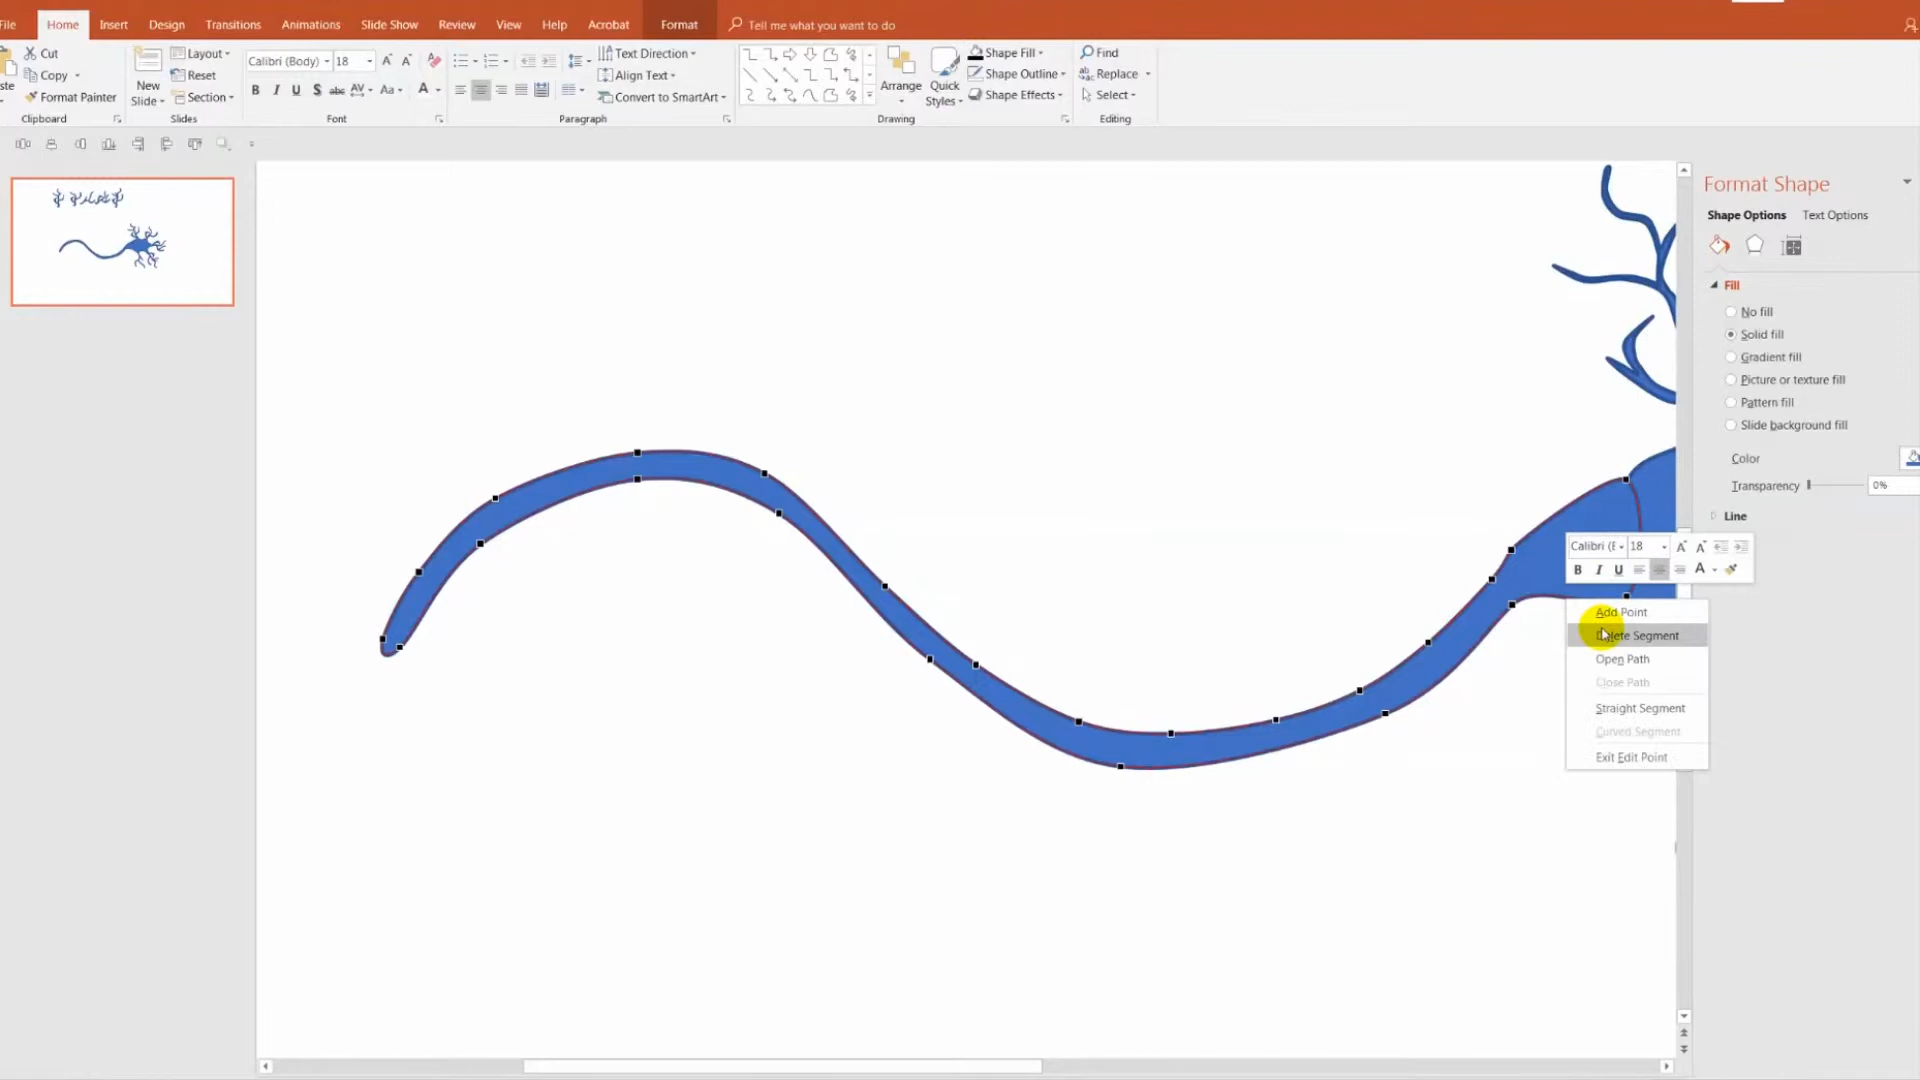 File Home Insert Design Transitions Animations Slide Show Review View Help Acrobat Format Tell me what you want to do
Cut Layout Calibri (Body) 18 Text Direction Shape Fill Find
Copy New Slide Reset Align Text Arrange Quick Styles Shape Outline Replace
Format Painter Section B I U S abc AV Aa A Convert to SmartArt Shape Effects Select
Clipboard Slides Font Paragraph Drawing Editing
Format Shape
Shape Options Text Options
Fill
No fill
Solid fill
Gradient fill
Picture or texture fill
Pattern fill
Slide background fill
Color
Transparency 0%
Line
Calibri (E 18 A A
B I U A
Add Point
Delete Segment
Open Path
Close Path
Straight Segment
Curved Segment
Exit Edit Point